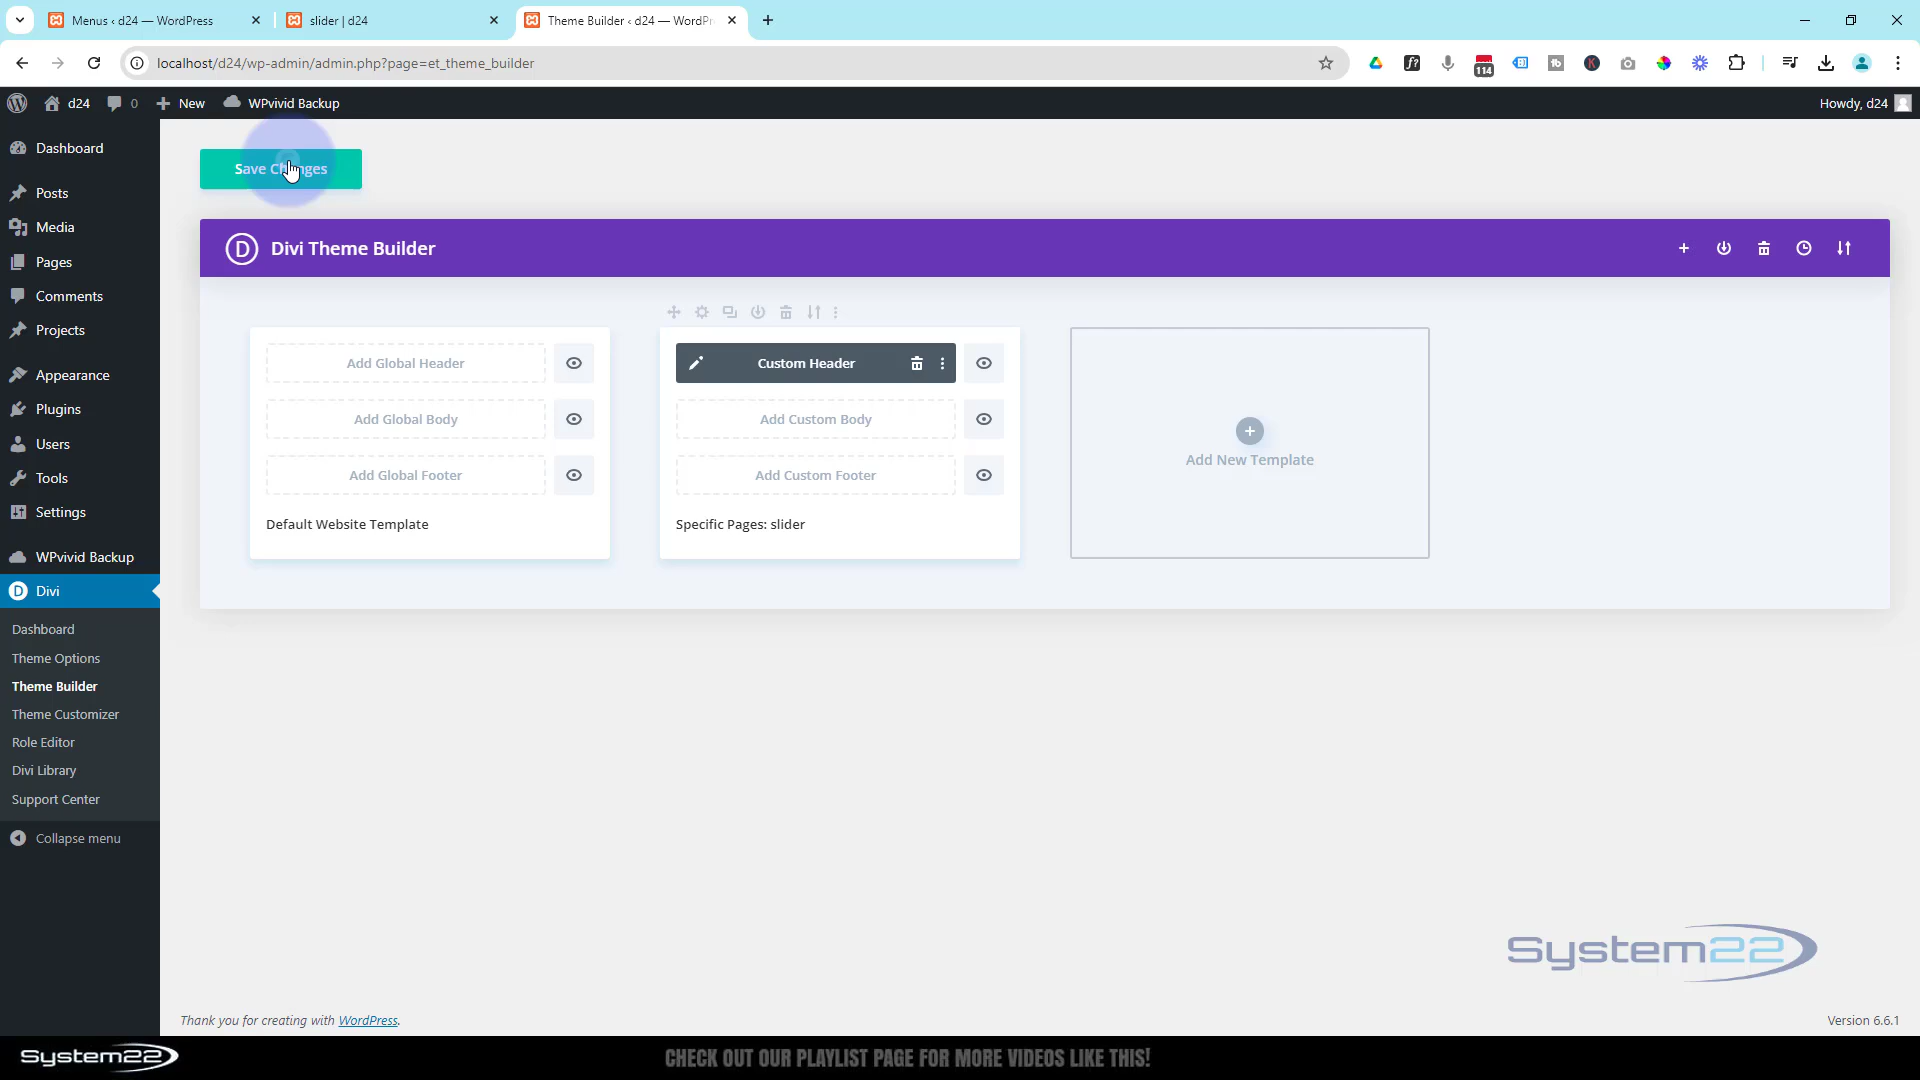 Menus ‹ d24 — WordPress
slider | d24
Theme Builder ‹ d24 — WordPr
localhost/d24/wp-admin/admin.php?page=et_theme_builder
114
d24
0
New
WPvivid Backup
Howdy, d24
Dashboard
Posts
Media
Pages
Comments
Projects
Appearance
Plugins
Users
Tools
Settings
WPvivid Backup
Divi
Dashboard
Theme Options
Theme Builder
Theme Customizer
Role Editor
Divi Library
Support Center
Collapse menu
Save Changes
Divi Theme Builder
Add Global Header
Add Global Body
Add Global Footer
Default Website Template
Custom Header
Add Custom Body
Add Custom Footer
Specific Pages: slider
Add New Template
System22
Thank you for creating with WordPress.
Version 6.6.1
System22
CHECK OUT OUR PLAYLIST PAGE FOR MORE VIDEOS LIKE THIS!